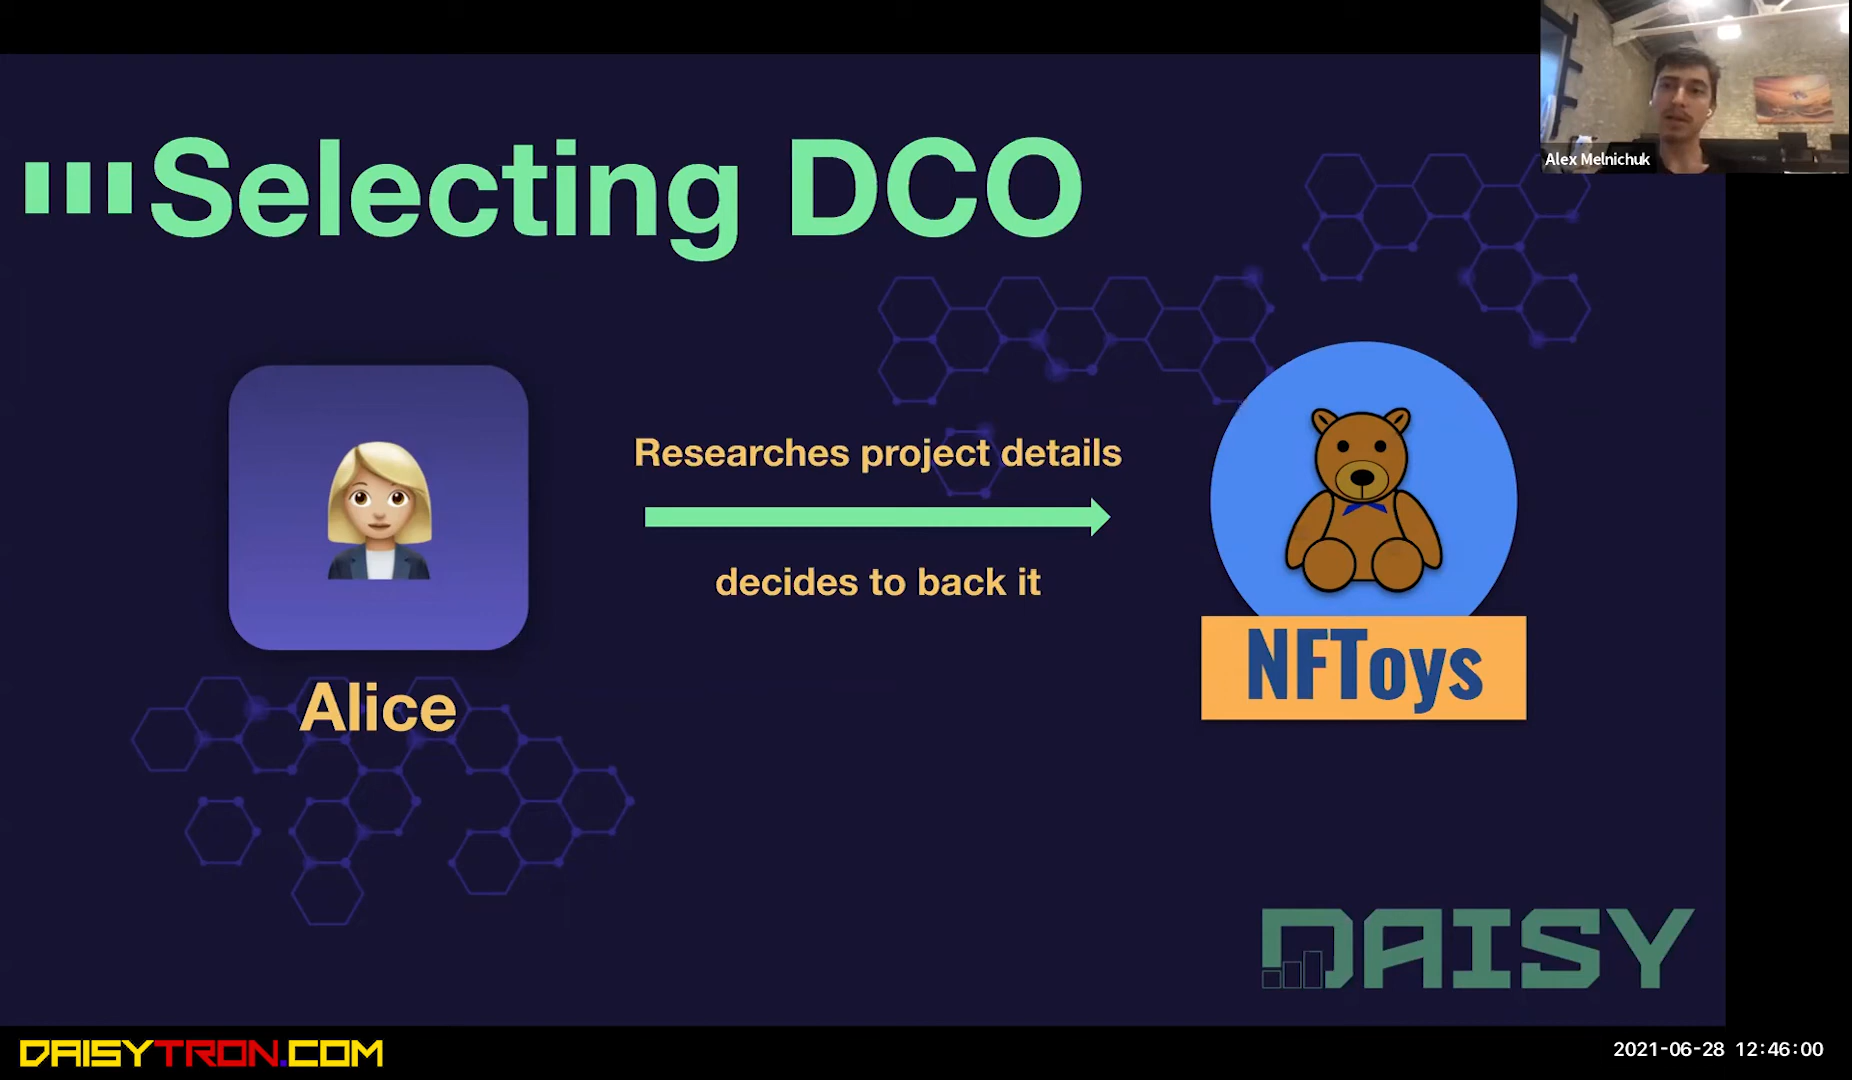 Alex Melnichuk
Selecting DCO
Researches project details
decides to back it
Alice
NFToys
DAISY
DAISYTRON.COM
2021-06-28 12:46:00